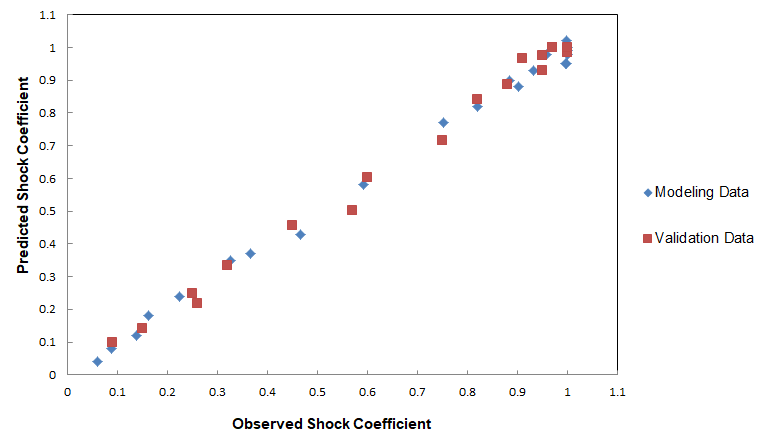 1.1
1
0.9
0.8
0.7
0.6
0.5
0.4
0.3
0.2
0.1
0
Predicted Shock Coefficient
0 0.1 0.2 0.3 0.4 0.5 0.6 0.7 0.8 0.9 1 1.1
Observed Shock Coefficient
Modeling Data
Validation Data